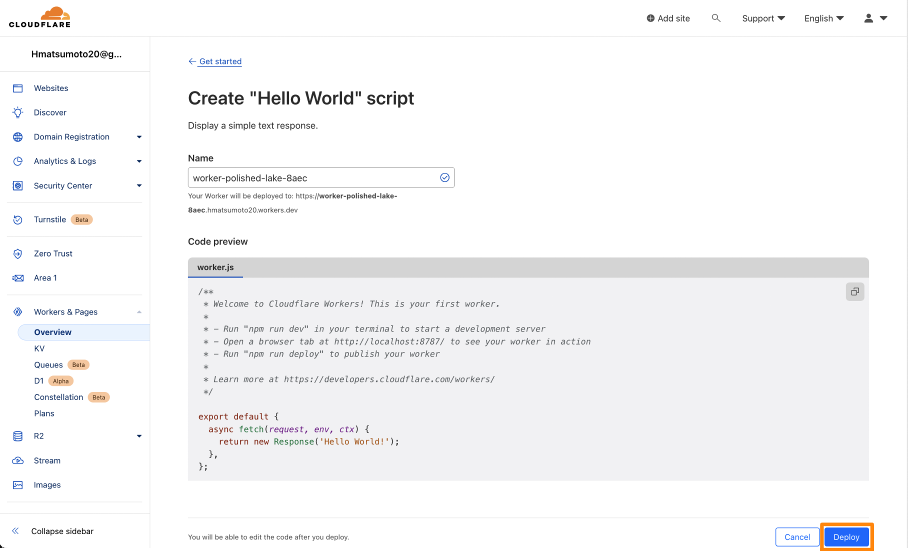 CLOUDFLARE
Add site
Support
English
Hmatsumoto20@g...
Websites
Discover
Domain Registration
Analytics & Logs
Security Center
Turnstile Beta
Zero Trust
Area 1
Workers & Pages
Overview
KV
Queues Beta
D1 Alpha
Constellation Beta
Plans
R2
Stream
Images
Collapse sidebar
Get started
Create "Hello World" script
Display a simple text response.
Name
worker-polished-lake-8aec
Your Worker will be deployed to: https://worker-polished-lake-
8aec.hmatsumoto20.workers.dev
Code preview
worker.js
/**
* Welcome to Cloudflare Workers! This is your first worker.
*
* - Run "npm run dev" in your terminal to start a development server
* - Open a browser tab at http://localhost:8787/ to see your worker in action
* - Run "npm run deploy" to publish your worker
*
* Learn more at https://developers.cloudflare.com/workers/
*/
export default {
async fetch(request, env, ctx) {
return new Response('Hello World!');
},
};
You will be able to edit the code after you deploy.
Cancel
Deploy